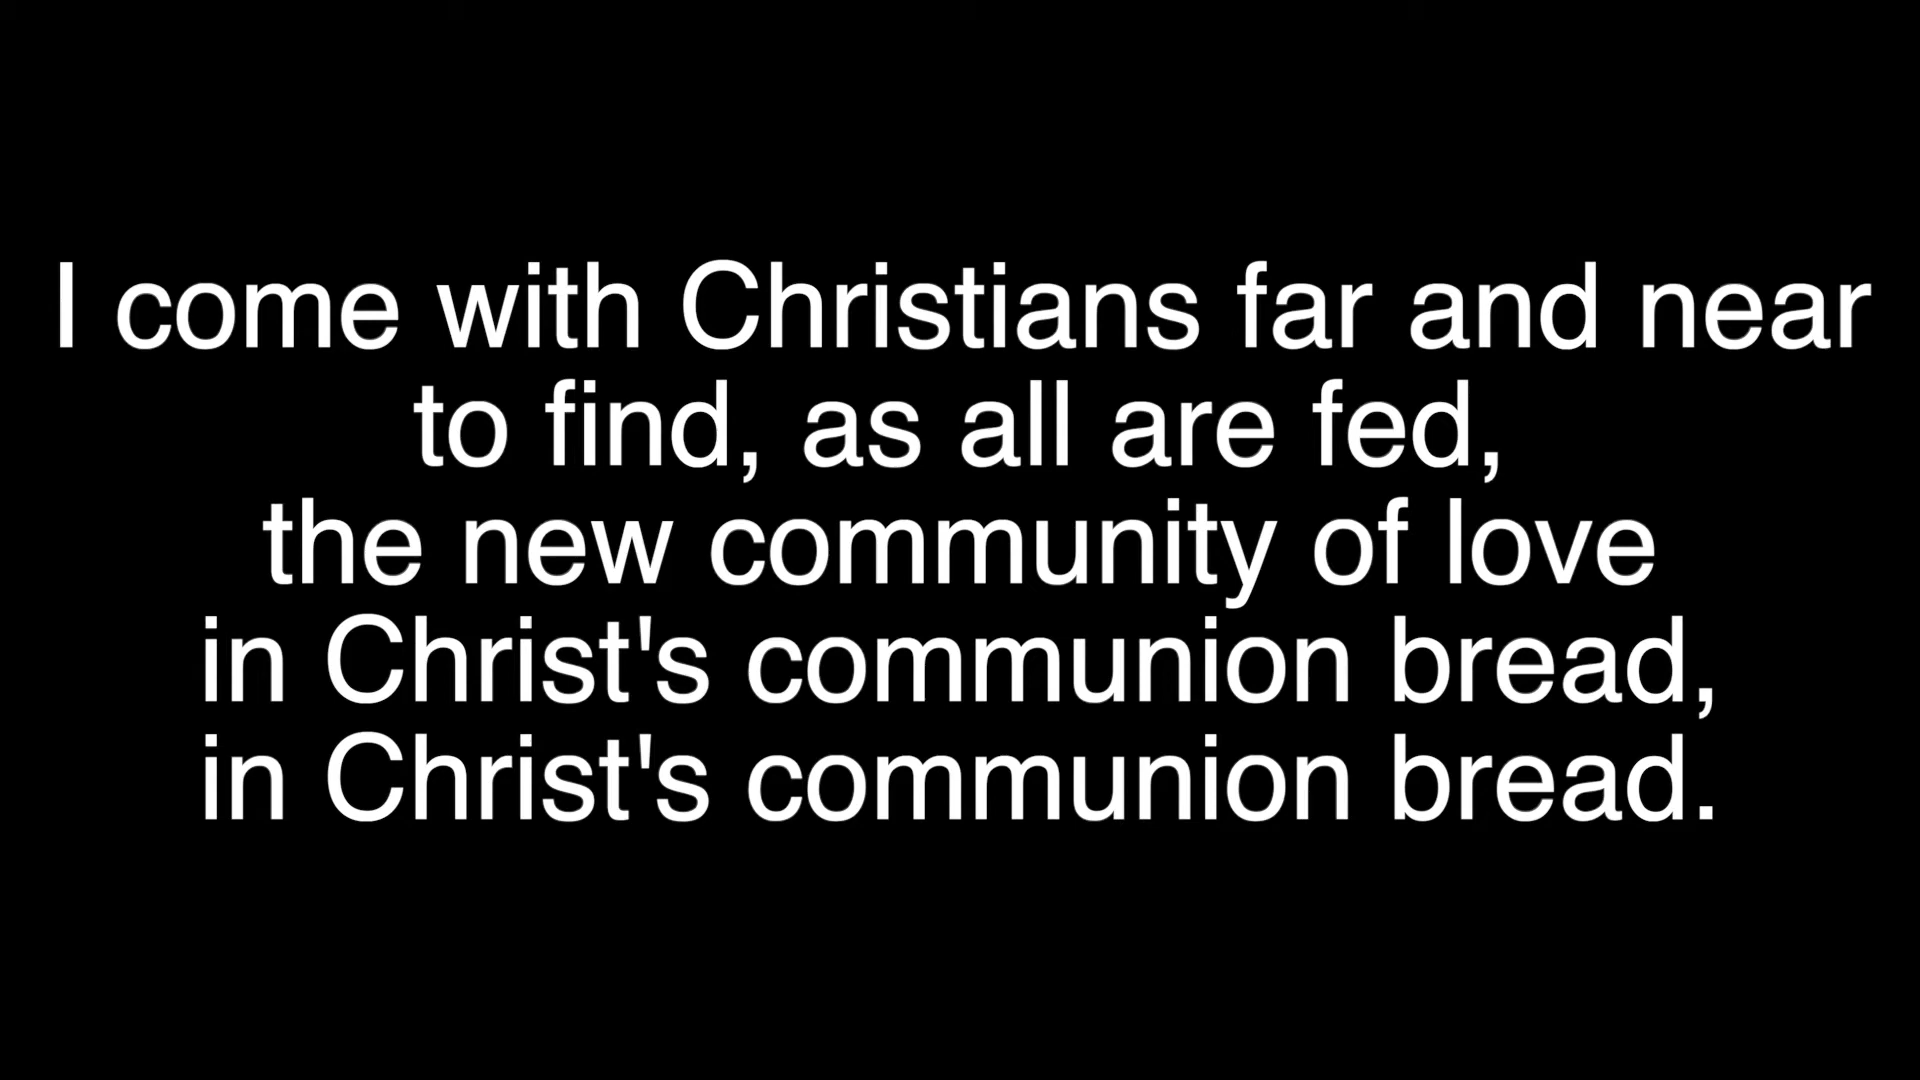 I come with Christians far and near
to find, as all are fed,
the new community of love
in Christ's communion bread,
in Christ's communion bread.